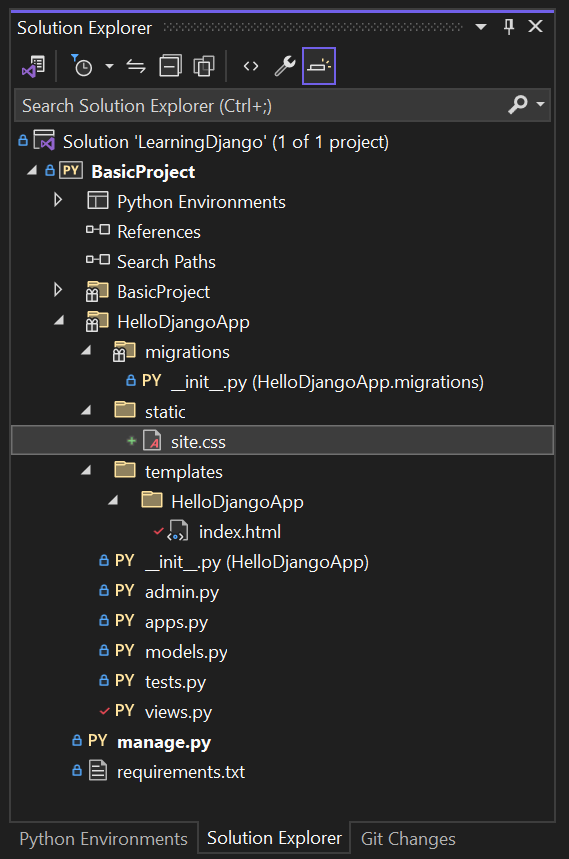 Solution Explorer
Search Solution Explorer (Ctrl+;)
Solution 'LearningDjango' (1 of 1 project)
PY BasicProject
Python Environments
References
Search Paths
BasicProject
HelloDjangoApp
migrations
PY __init__.py (HelloDjangoApp.migrations)
static
site.css
templates
HelloDjangoApp
index.html
PY __init__.py (HelloDjangoApp)
PY admin.py
PY apps.py
PY models.py
PY tests.py
PY views.py
PY manage.py
requirements.txt
Python Environments Solution Explorer Git Changes